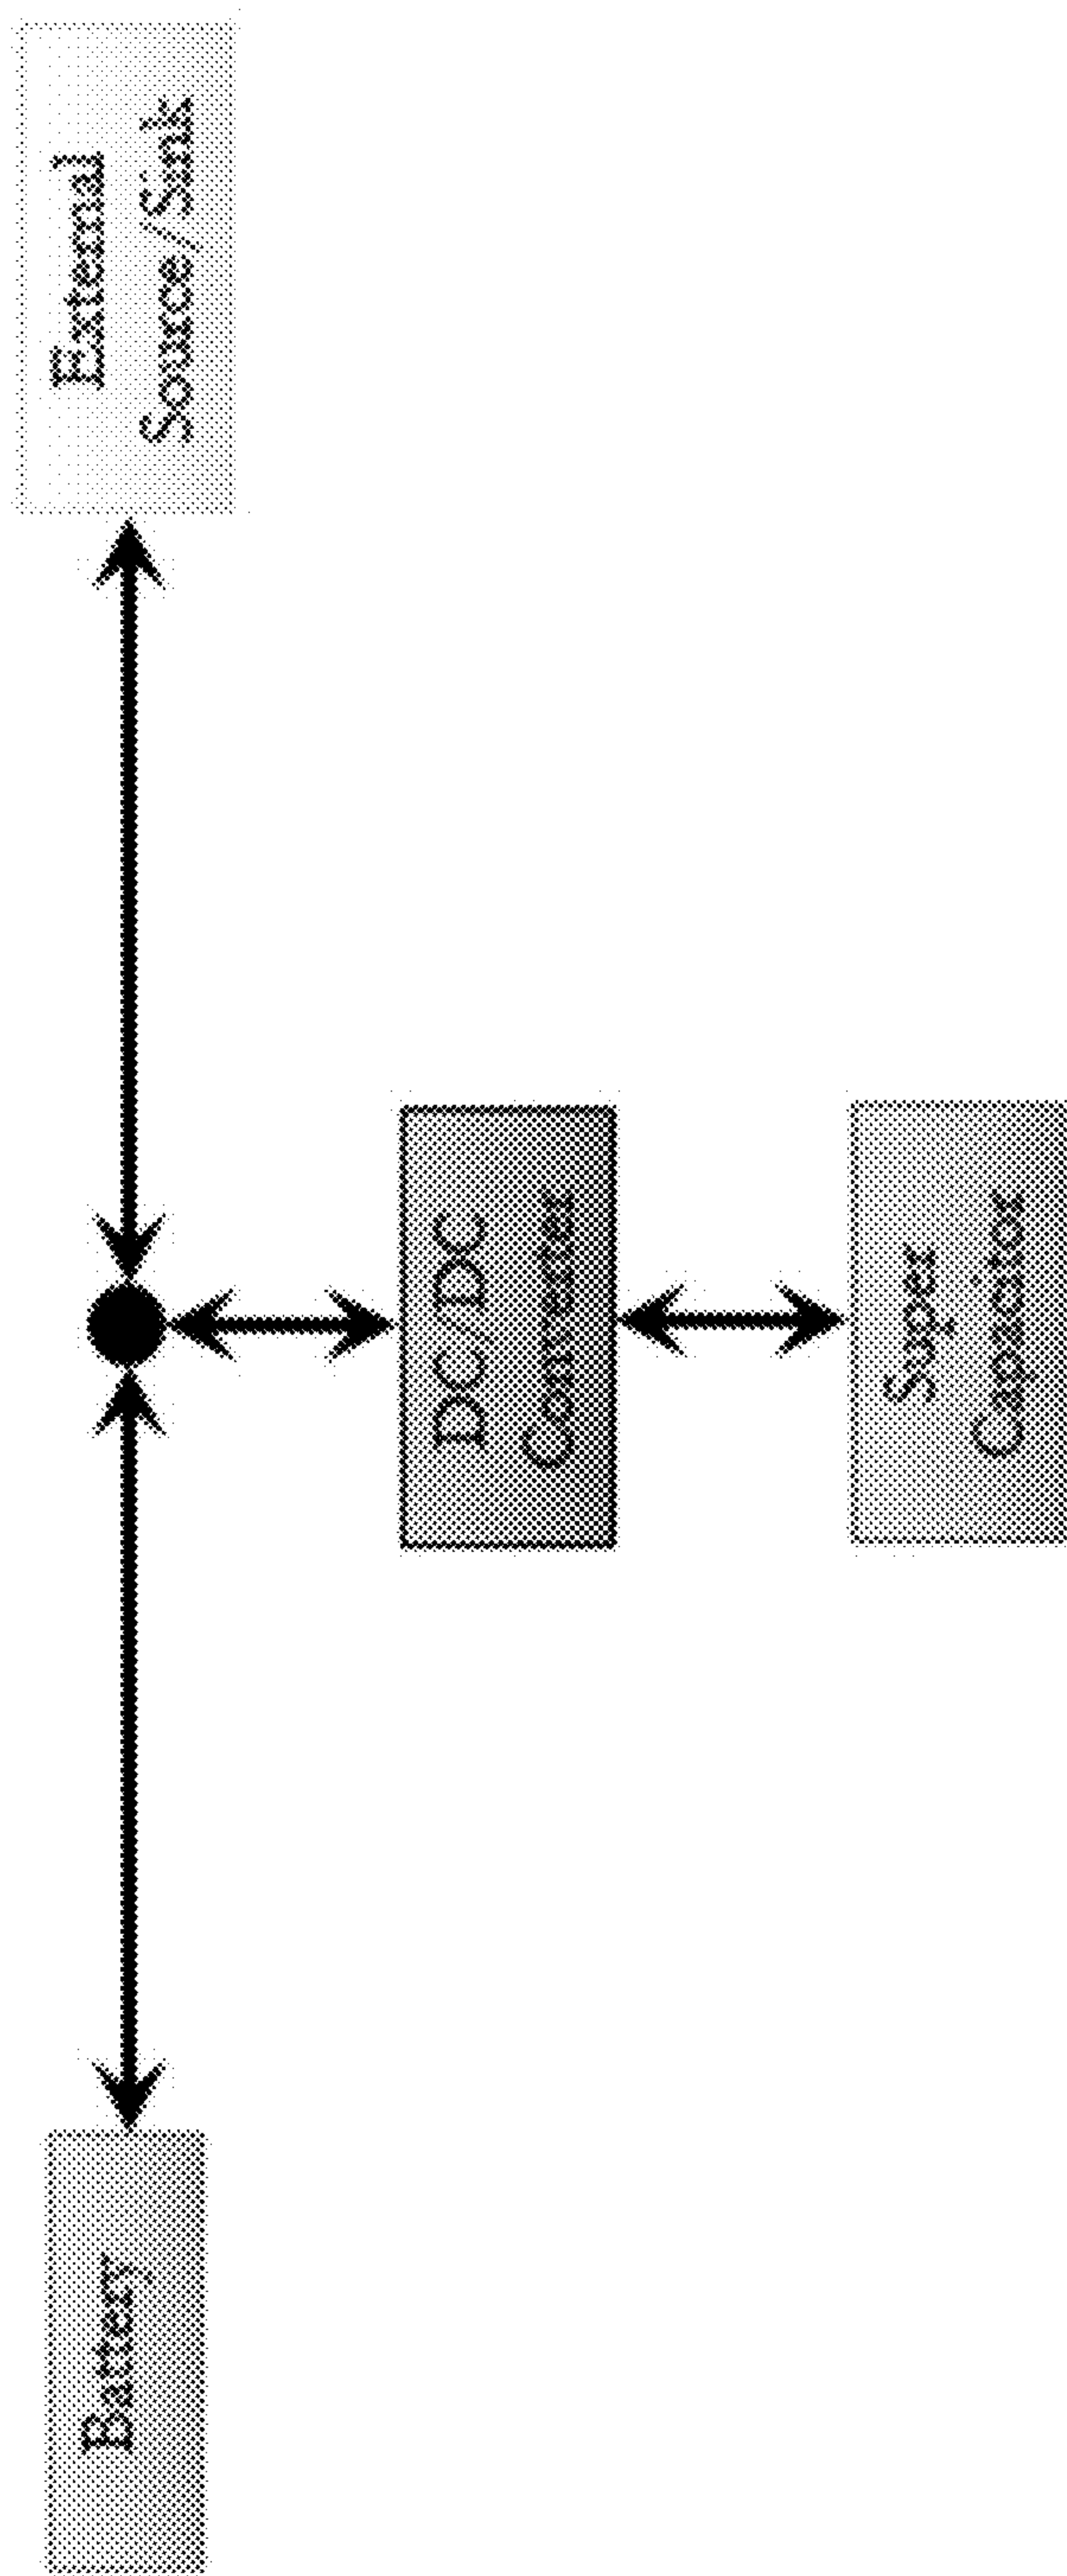 Battery
External
Source/Sink
DC/DC
Converter
Super
Capacitor